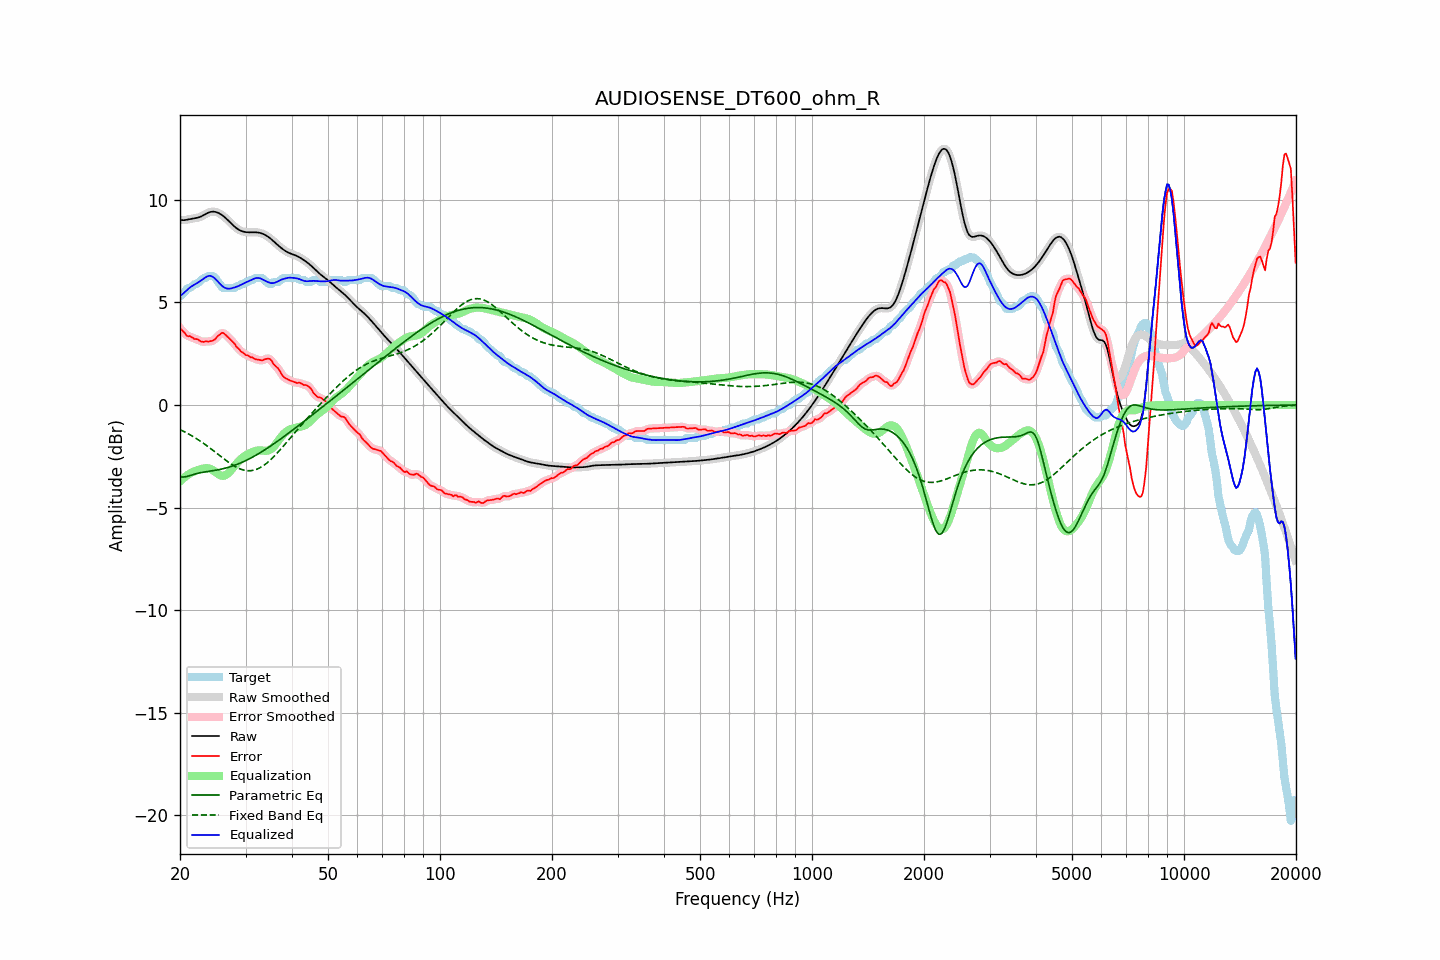 AUDIOSENSE_DT600_ohm_R
Amplitude (dBr)
10
5
0
−5
−10
−15
−20
Target
Raw Smoothed
Error Smoothed
Raw
Error
Equalization
Parametric Eq
Fixed Band Eq
Equalized
20 50 100 200 500 1000 2000 5000 10000 20000
Frequency (Hz)